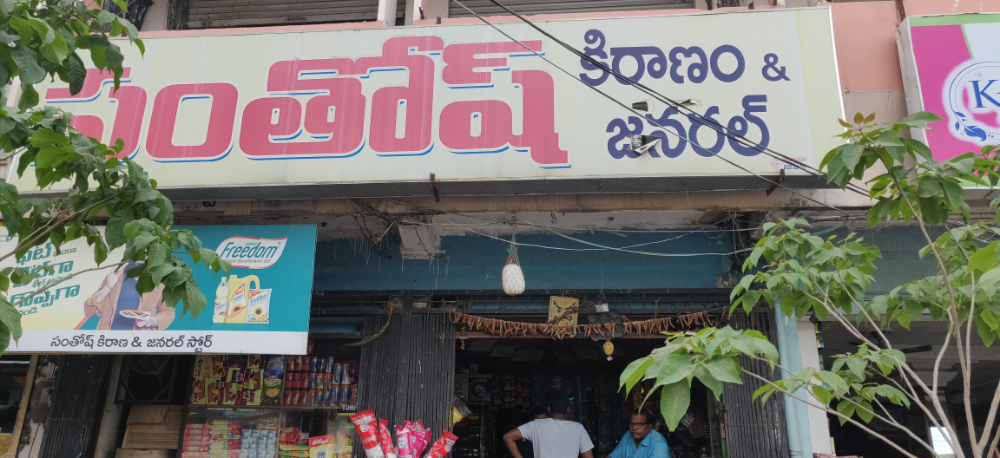 సంతోష్ కిరాణం &
జనరల్
Freedom
సంతోష్ కిరాణ & జనరల్ స్టోర్
K